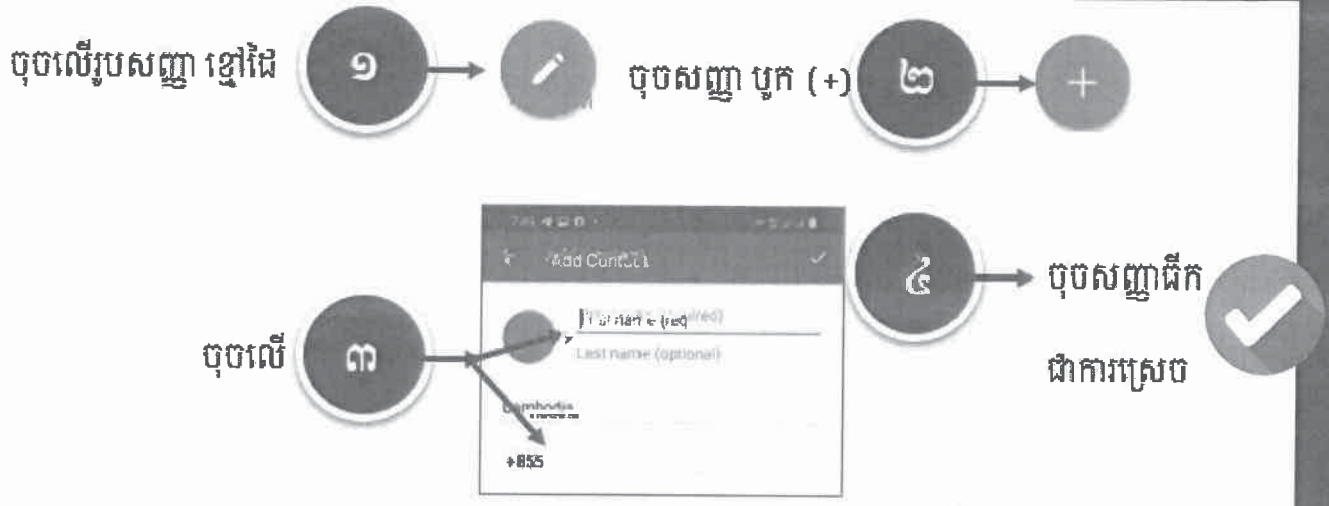 ចុចលើរូបសញ្ញា ខ្មៅដៃ ១
ចុចសញ្ញា បូក (+) ២ +
ចុចលើ ៣
Add Contact
Last name (optional)
Cambodia
+855
៤ ចុចសញ្ញាធីក
ជាការស្រេច